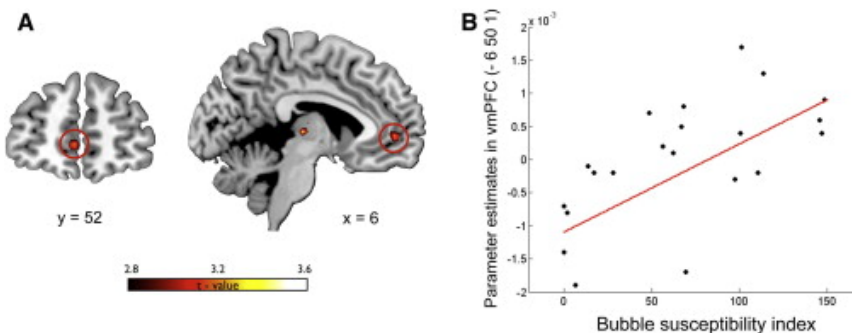 A
y = 52
x = 6
2.8
3.2
3.6
t - value
B
x 10⁻³
2
1.5
1
0.5
0
-0.5
-1
-1.5
-2
Parameter estimates in vmPFC (- 6 50 1)
0
50
100
150
Bubble susceptibility index